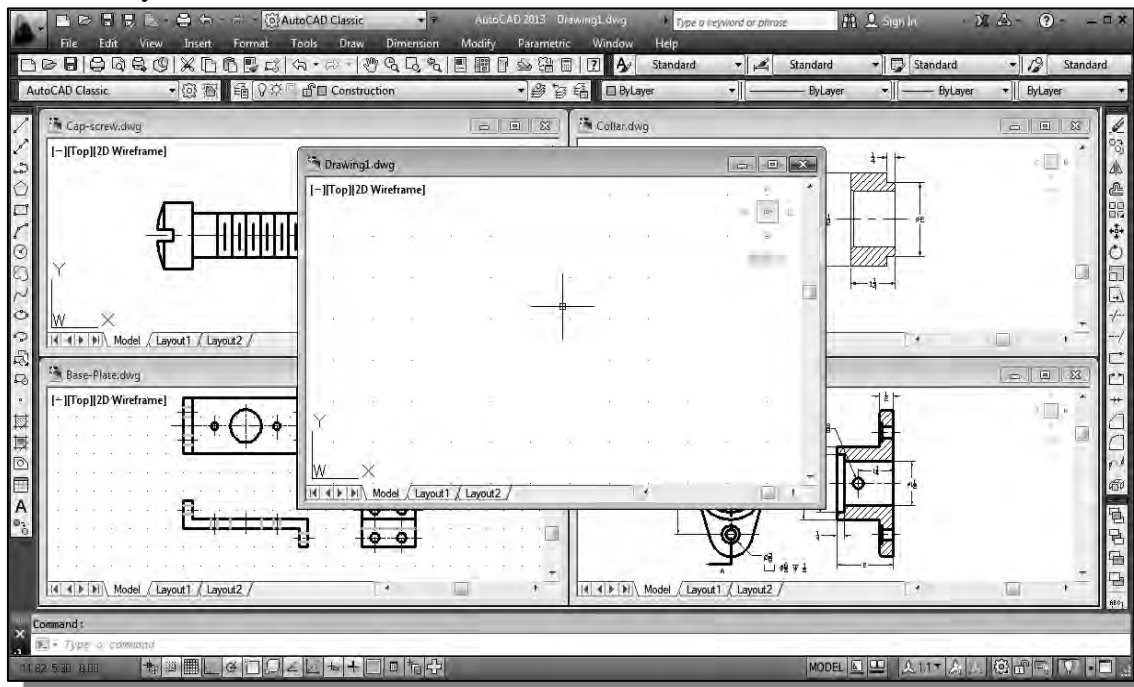 AutoCAD Classic AutoCAD 2013 Drawing1.dwg Type a keyword or phrase Sign In
File Edit View Insert Format Tools Draw Dimension Modify Parametric Window Help
Standard Standard Standard Standard
AutoCAD Classic Construction ByLayer ByLayer ByLayer ByLayer
Cap-screw.dwg
[−][Top][2D Wireframe]
Y
W X
Model Layout1 Layout2
Collar.dwg
Drawing1.dwg
[−][Top][2D Wireframe]
Y
W X
Model Layout1 Layout2
Base-Plate.dwg
[−][Top][2D Wireframe]
Model Layout1 Layout2
A
Model Layout1 Layout2
A
ABC
Command:
Type a command
MODEL 1:1